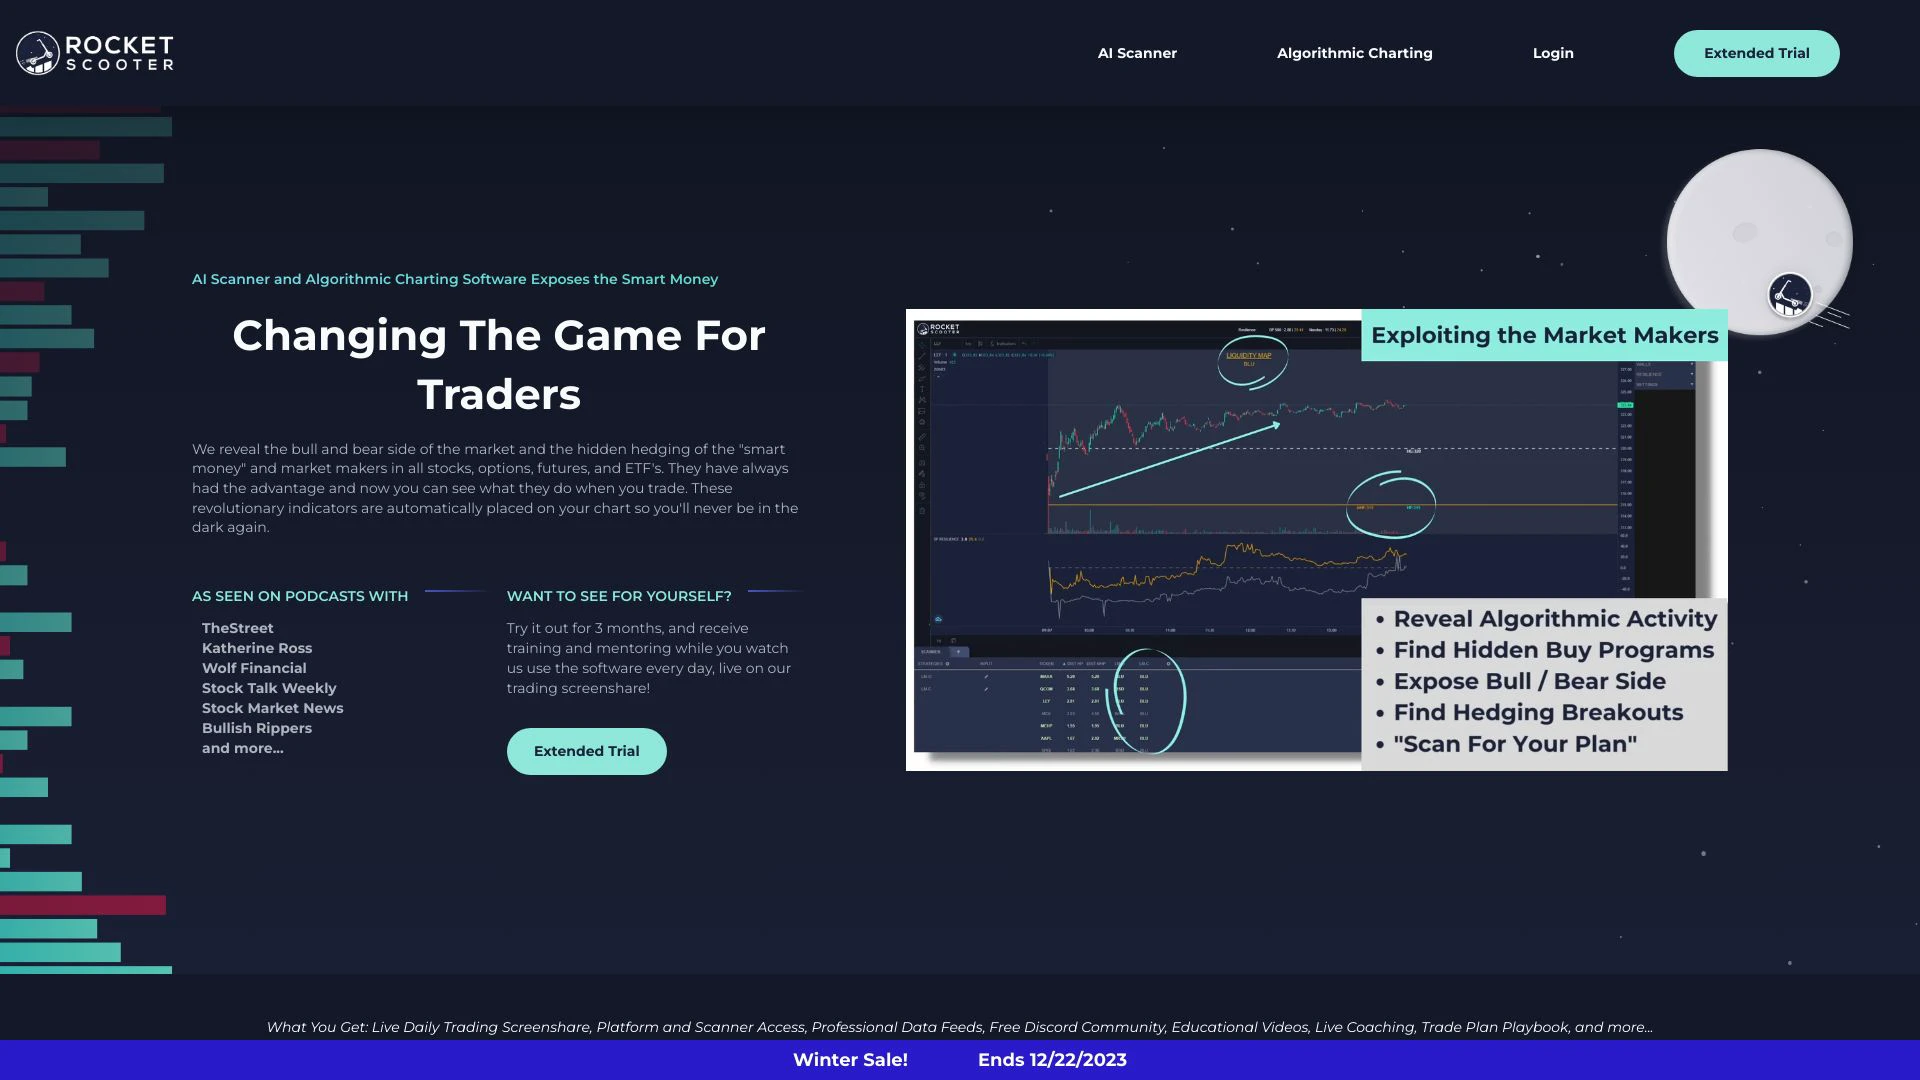 ROCKET
SCOOTER
AI Scanner
Algorithmic Charting
Login
Extended Trial
AI Scanner and Algorithmic Charting Software Exposes the Smart Money
Changing The Game For
Traders
We reveal the bull and bear side of the market and the hidden hedging of the "smart
money" and market makers in all stocks, options, futures, and ETF's. They have always
had the advantage and now you can see what they do when you trade. These
revolutionary indicators are automatically placed on your chart so you'll never be in the
dark again.
AS SEEN ON PODCASTS WITH
TheStreet
Katherine Ross
Wolf Financial
Stock Talk Weekly
Stock Market News
Bullish Rippers
and more...
WANT TO SEE FOR YOURSELF?
Try it out for 3 months, and receive
training and mentoring while you watch
us use the software every day, live on our
trading screenshare!
Extended Trial
Exploiting the Market Makers
ROCKET
SCOOTER
LIQUIDITY MAP
BLU
• Reveal Algorithmic Activity
• Find Hidden Buy Programs
• Expose Bull / Bear Side
• Find Hedging Breakouts
• "Scan For Your Plan"
What You Get: Live Daily Trading Screenshare, Platform and Scanner Access, Professional Data Feeds, Free Discord Community, Educational Videos, Live Coaching, Trade Plan Playbook, and more...
Winter Sale!
Ends 12/22/2023